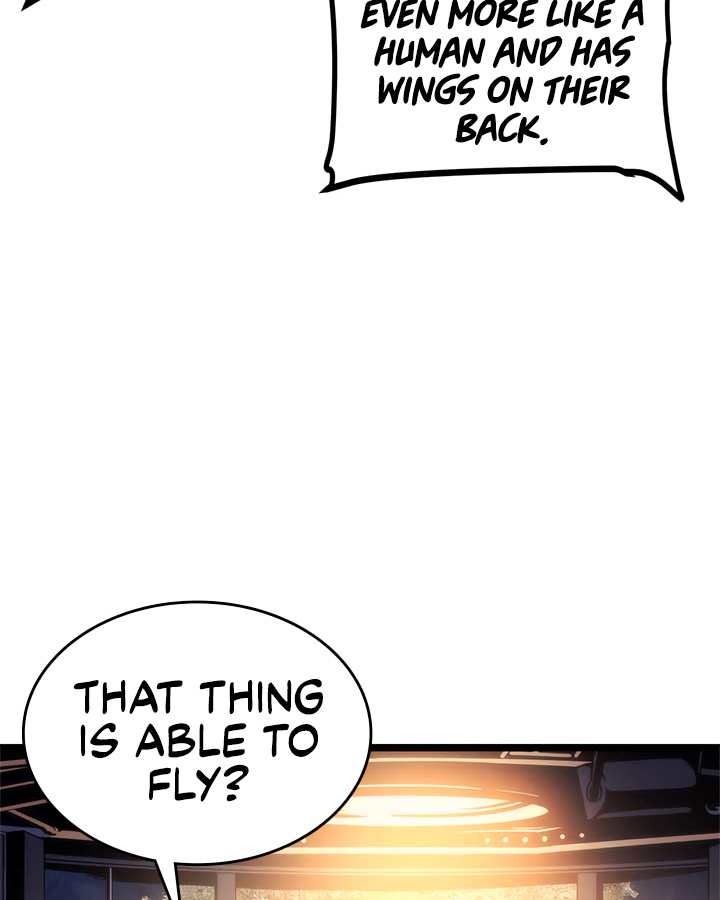 EVEN MORE LIKE A
HUMAN AND HAS
WINGS ON THEIR
BACK.
THAT THING
IS ABLE TO
FLY?